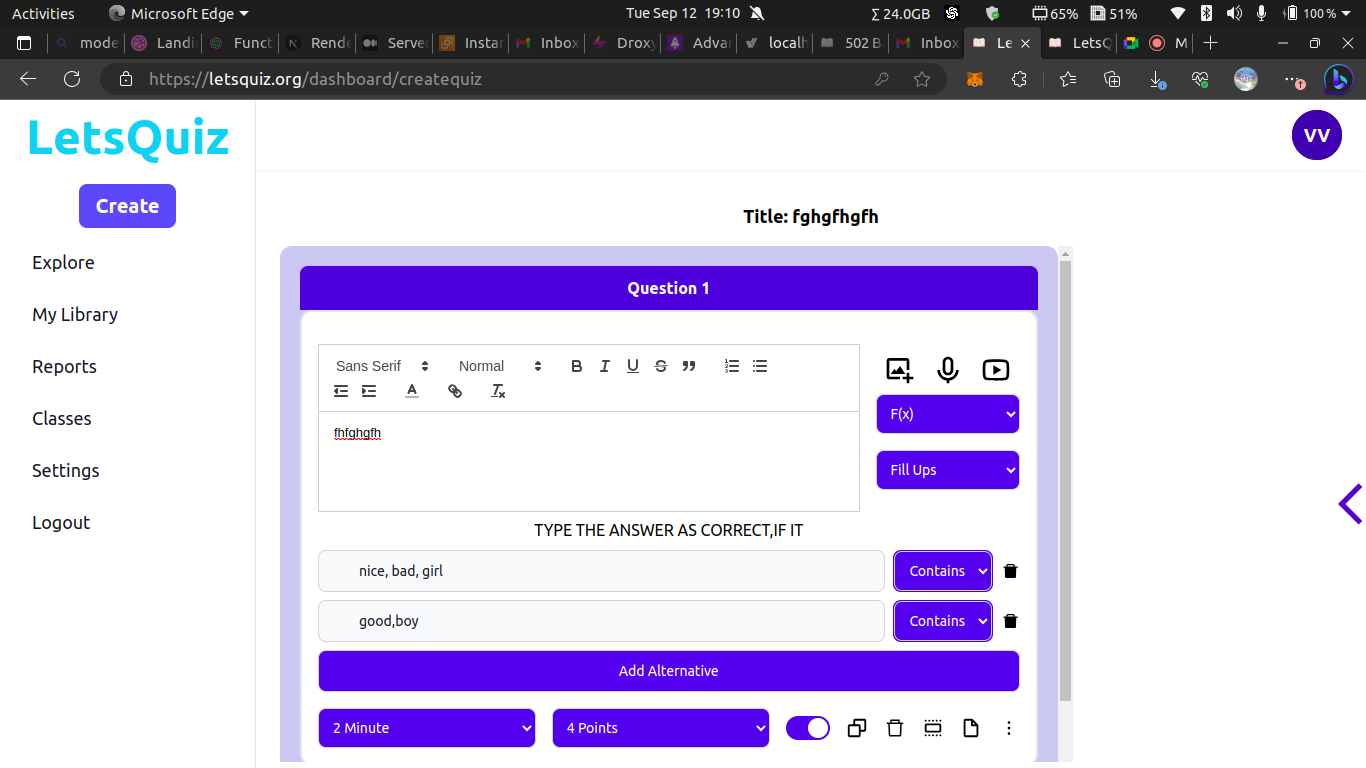 Activities Microsoft Edge Tue Sep 12 19:10 Σ 24.0GB 65% 51% 100 %
mode Landi Funct Rende Server Instar Inbox Droxy Advar localh 502 B Inbox Le LetsQ M
https://letsquiz.org/dashboard/createquiz
LetsQuiz
VV
Create
Title: fghgfhgfh
Explore
My Library
Reports
Classes
Settings
Logout
Question 1
Sans Serif Normal
F(x)
fhfghgfh
Fill Ups
TYPE THE ANSWER AS CORRECT,IF IT
nice, bad, girl Contains
good,boy Contains
Add Alternative
2 Minute 4 Points